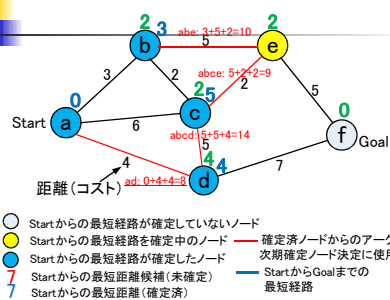 2
3
abe: 3+5+2=10
2
b
5
e
3
2
abce: 5+2+2=9
0
2
5
2
5
Start
a
c
0
6
abcd:5+5+4=14
f
Goal
5
4
4
4
7
ad: 0+4+4=8
d
距離(コスト)
Startからの最短経路が確定していないノード
Startからの最短経路を確定中のノード
確定済ノードからのアーク
Startからの最短経路が確定したノード
次期確定ノード決定に使用
7 Startからの最短距離候補(未確定)
StartからGoalまでの
7 Startからの最短距離(確定済)
最短経路